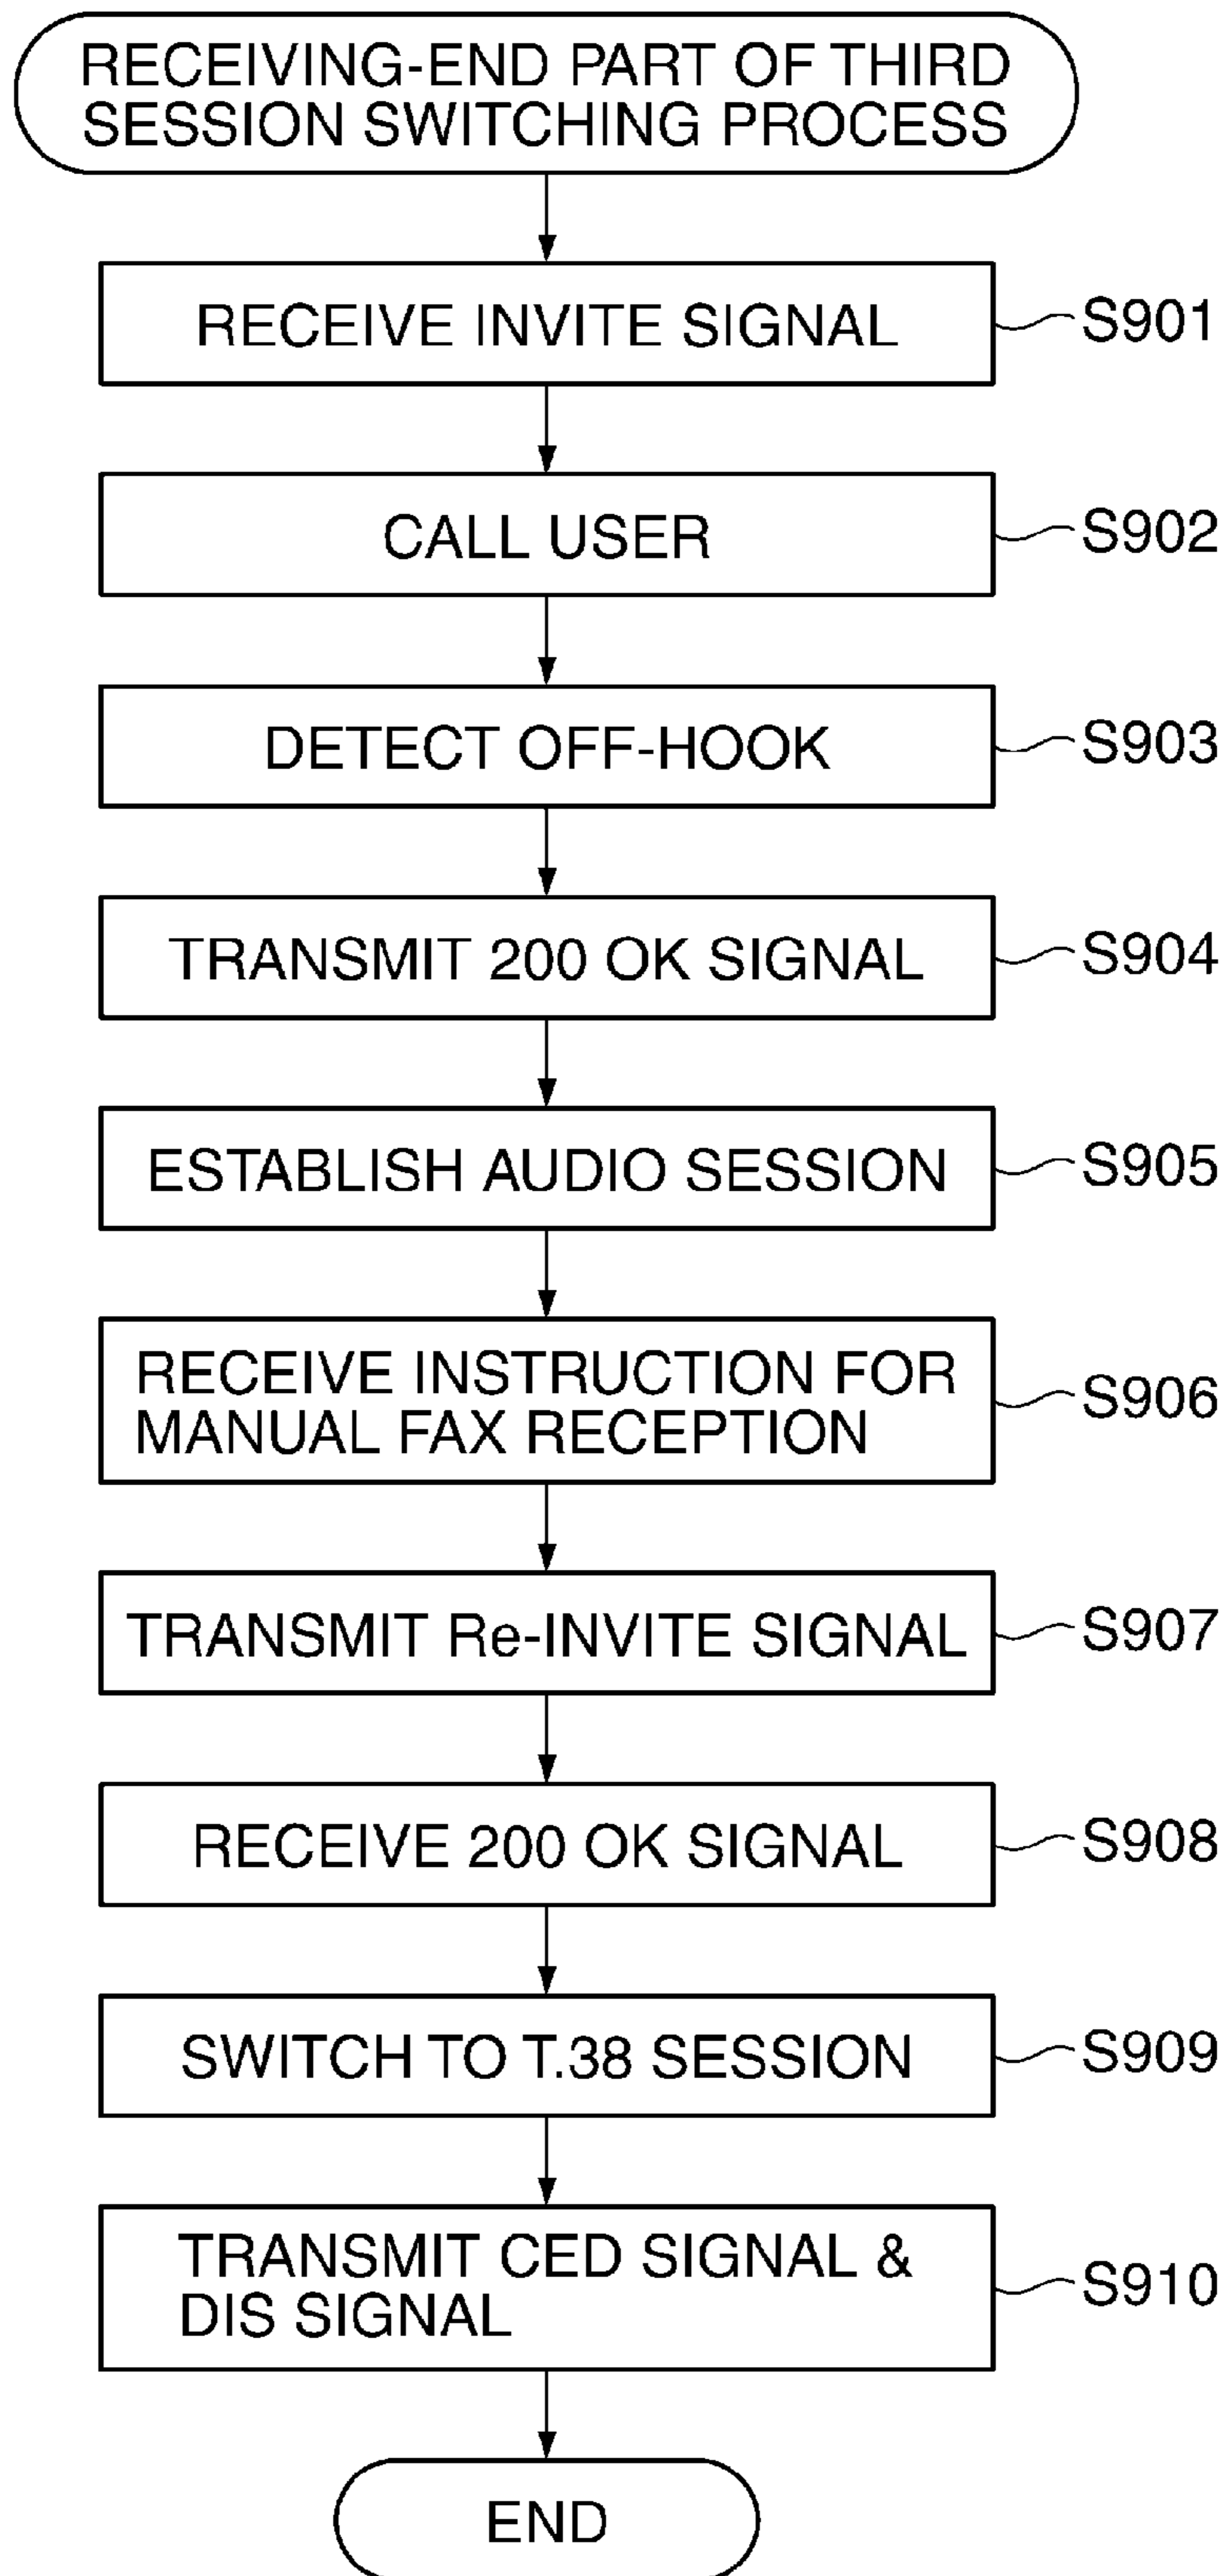 RECEIVING-END PART OF THIRD
SESSION SWITCHING PROCESS
RECEIVE INVITE SIGNAL
S901
CALL USER
S902
DETECT OFF-HOOK
S903
TRANSMIT 200 OK SIGNAL
S904
ESTABLISH AUDIO SESSION
S905
RECEIVE INSTRUCTION FOR
MANUAL FAX RECEPTION
S906
TRANSMIT Re-INVITE SIGNAL
S907
RECEIVE 200 OK SIGNAL
S908
SWITCH TO T.38 SESSION
S909
TRANSMIT CED SIGNAL &
DIS SIGNAL
S910
END